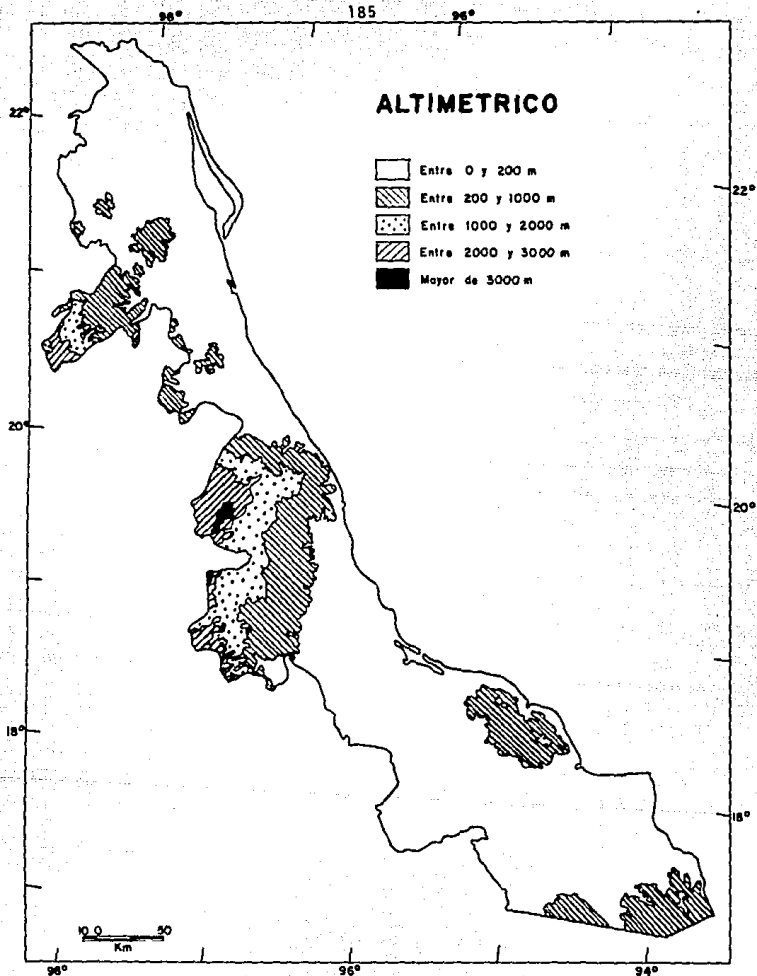 185
98° 96°
ALTIMETRICO
22°
22°
Entre 0 y 200 m
Entre 200 y 1000 m
Entre 1000 y 2000 m
Entre 2000 y 3000 m
Mayor de 3000 m
20°
20°
18°
18°
10 0 50
Km
98° 96° 94°